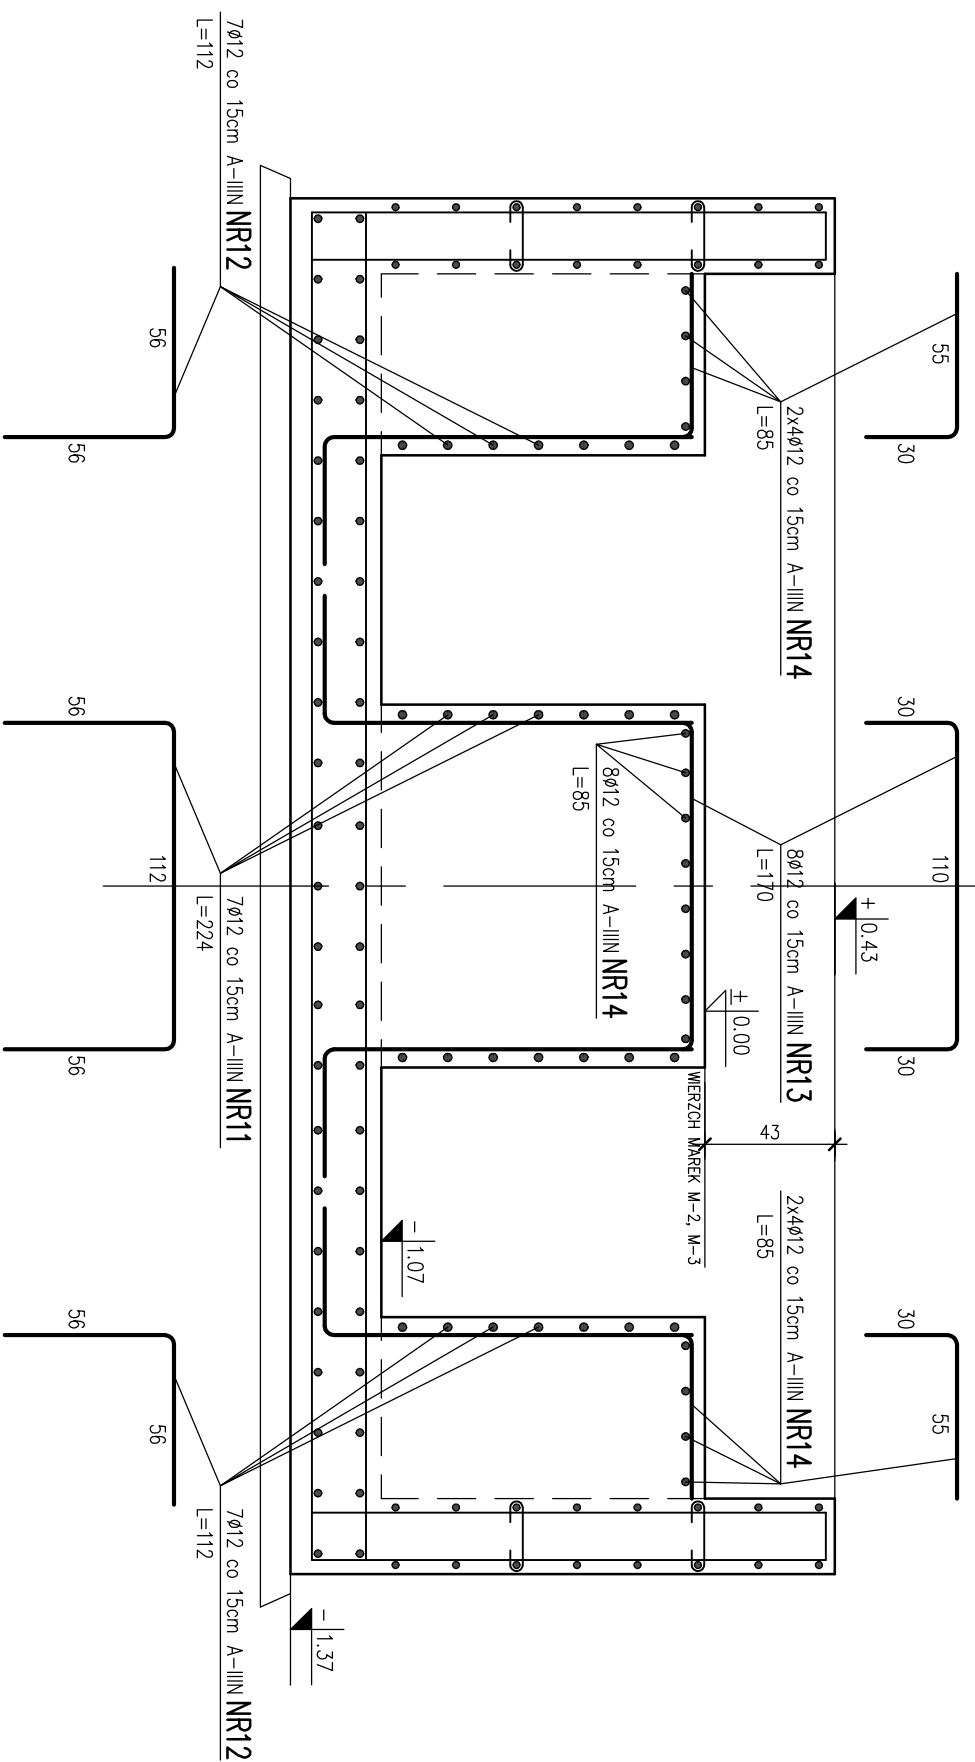 55
30
30
110
30
30
55
2x4ø12 co 15cm A-IIIN NR14
L=85
8ø12 co 15cm A-IIIN NR13
L=170
2x4ø12 co 15cm A-IIIN NR14
L=85
+
0.43
43
±
0.00
WIERZCH MAREK M-2, M-3
8ø12 co 15cm A-IIIN NR14
L=85
-
1.07
-
1.37
7ø12 co 15cm A-IIIN NR12
L=112
7ø12 co 15cm A-IIIN NR11
L=224
7ø12 co 15cm A-IIIN NR12
L=112
56
56
56
112
56
56
56